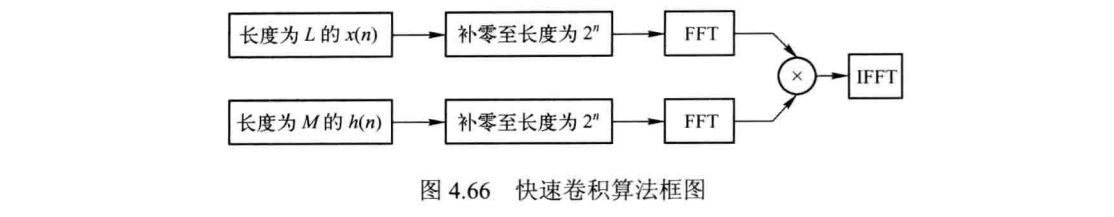 长度为 L 的 x(n)
补零至长度为 2ⁿ
FFT
×
IFFT
长度为 M 的 h(n)
补零至长度为 2ⁿ
FFT
图 4.66 快速卷积算法框图